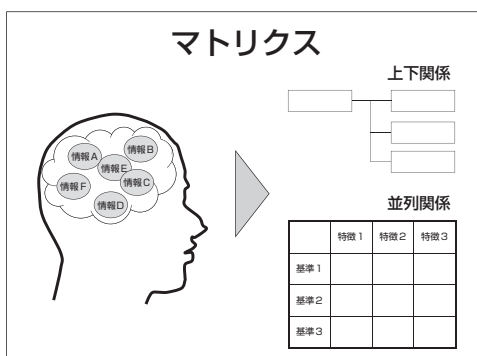 マトリクス
情報A
情報B
情報E
情報F
情報C
情報D
上下関係
並列関係
特徴1 特徴2 特徴3
基準1
基準2
基準3